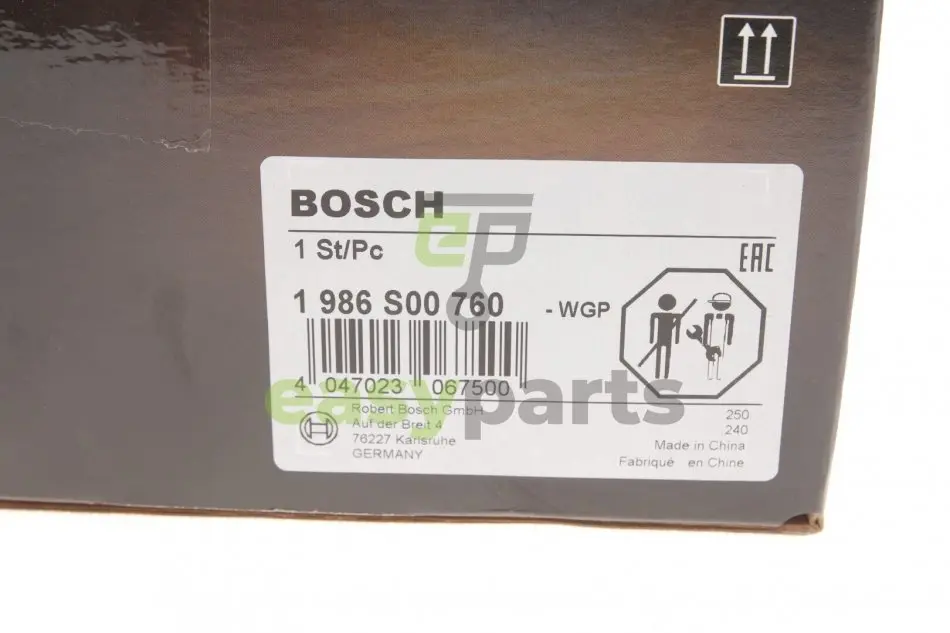 BOSCH
EAC
1 St/Pc
1 986 S00 760
- WGP
4 047023 067500
Robert Bosch GmbH
Auf der Breit 4
76227 Karlsruhe
GERMANY
250
240
Made in China
Fabriqué en Chine
ep
easyparts